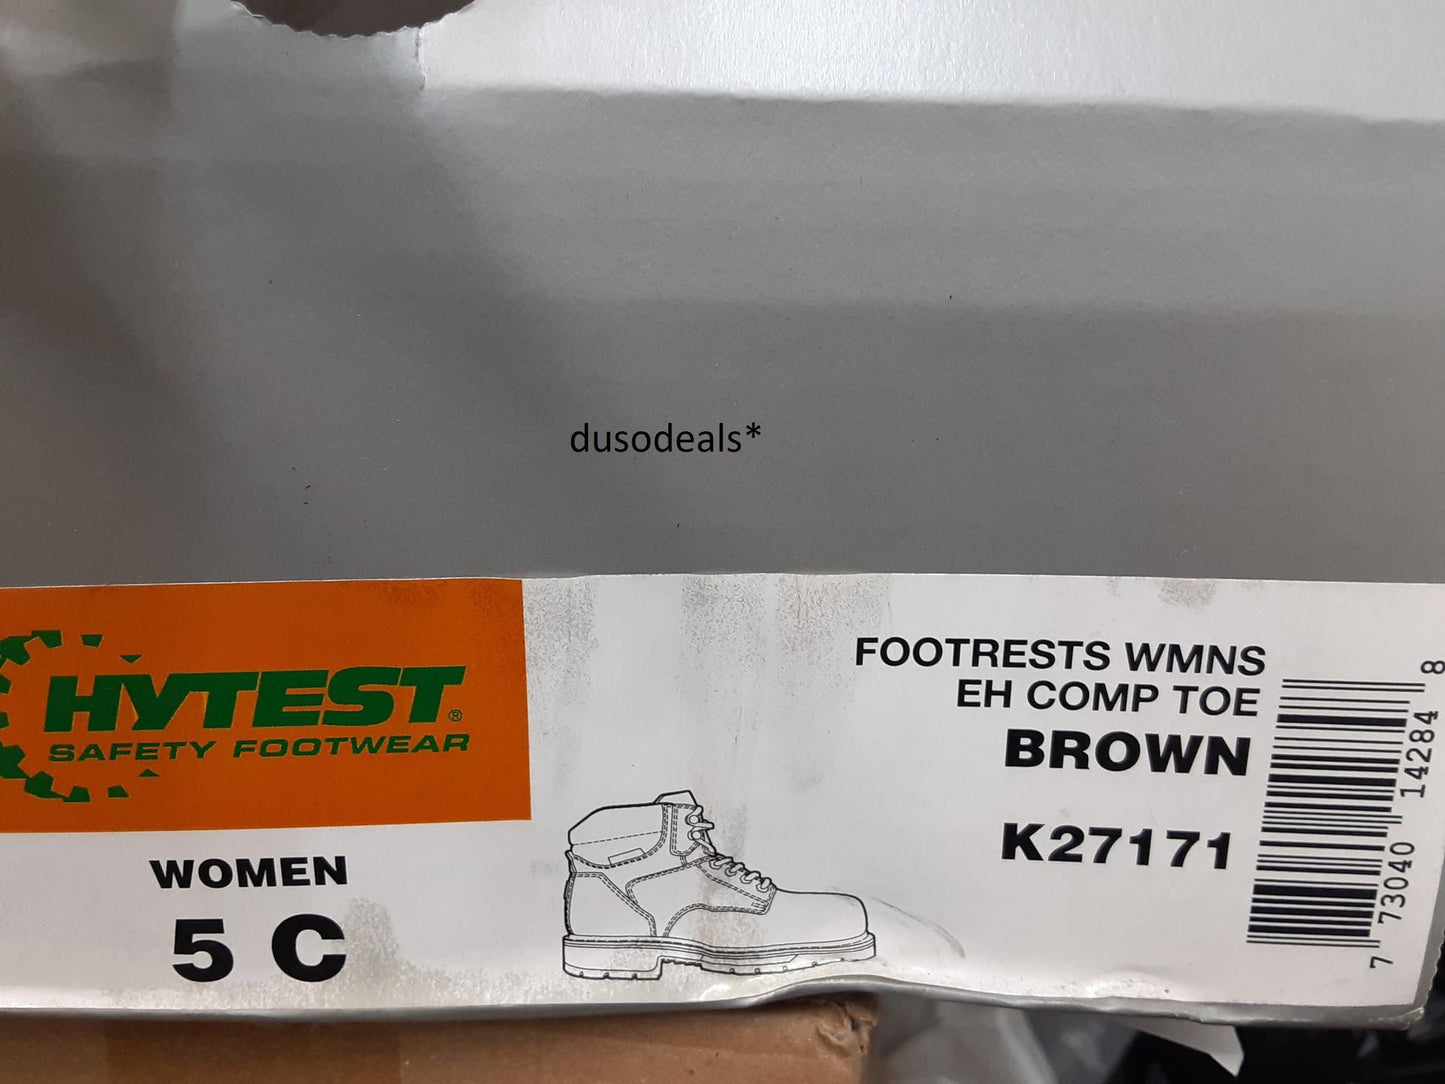 dusodeals*
HYTEST®
SAFETY FOOTWEAR
WOMEN
5 C
FOOTRESTS WMNS
EH COMP TOE
BROWN
K27171
7 73040 14284 8